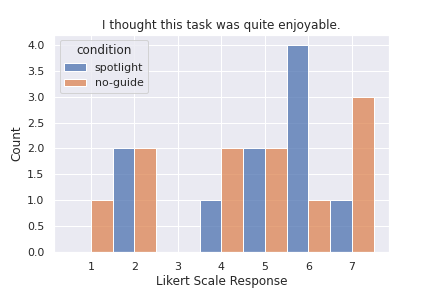 I thought this task was quite enjoyable.
condition
spotlight
no-guide
4.0
3.5
3.0
2.5
2.0
1.5
1.0
0.5
0.0
Count
1 2 3 4 5 6 7
Likert Scale Response